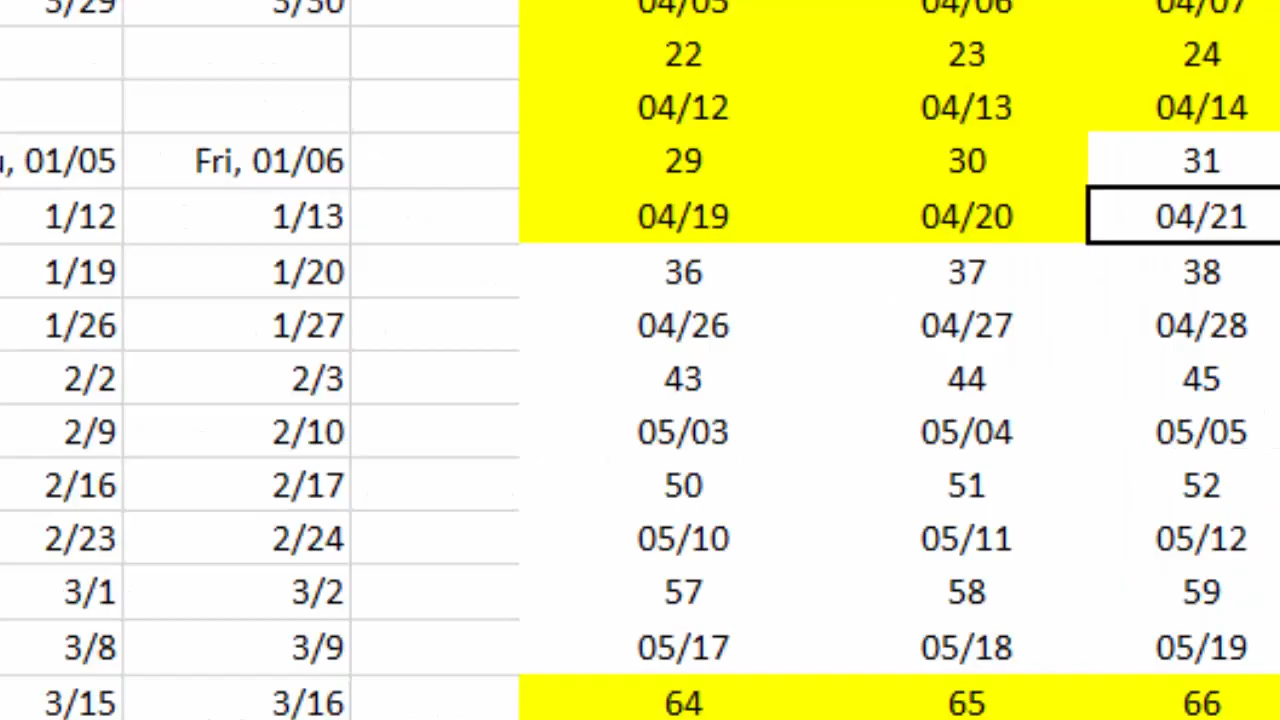 3/29 3/30 04/05 04/06 04/07
22 23 24
04/12 04/13 04/14
01/05 Fri, 01/06 29 30 31
1/12 1/13 04/19 04/20 04/21
1/19 1/20 36 37 38
1/26 1/27 04/26 04/27 04/28
2/2 2/3 43 44 45
2/9 2/10 05/03 05/04 05/05
2/16 2/17 50 51 52
2/23 2/24 05/10 05/11 05/12
3/1 3/2 57 58 59
3/8 3/9 05/17 05/18 05/19
3/15 3/16 64 65 66